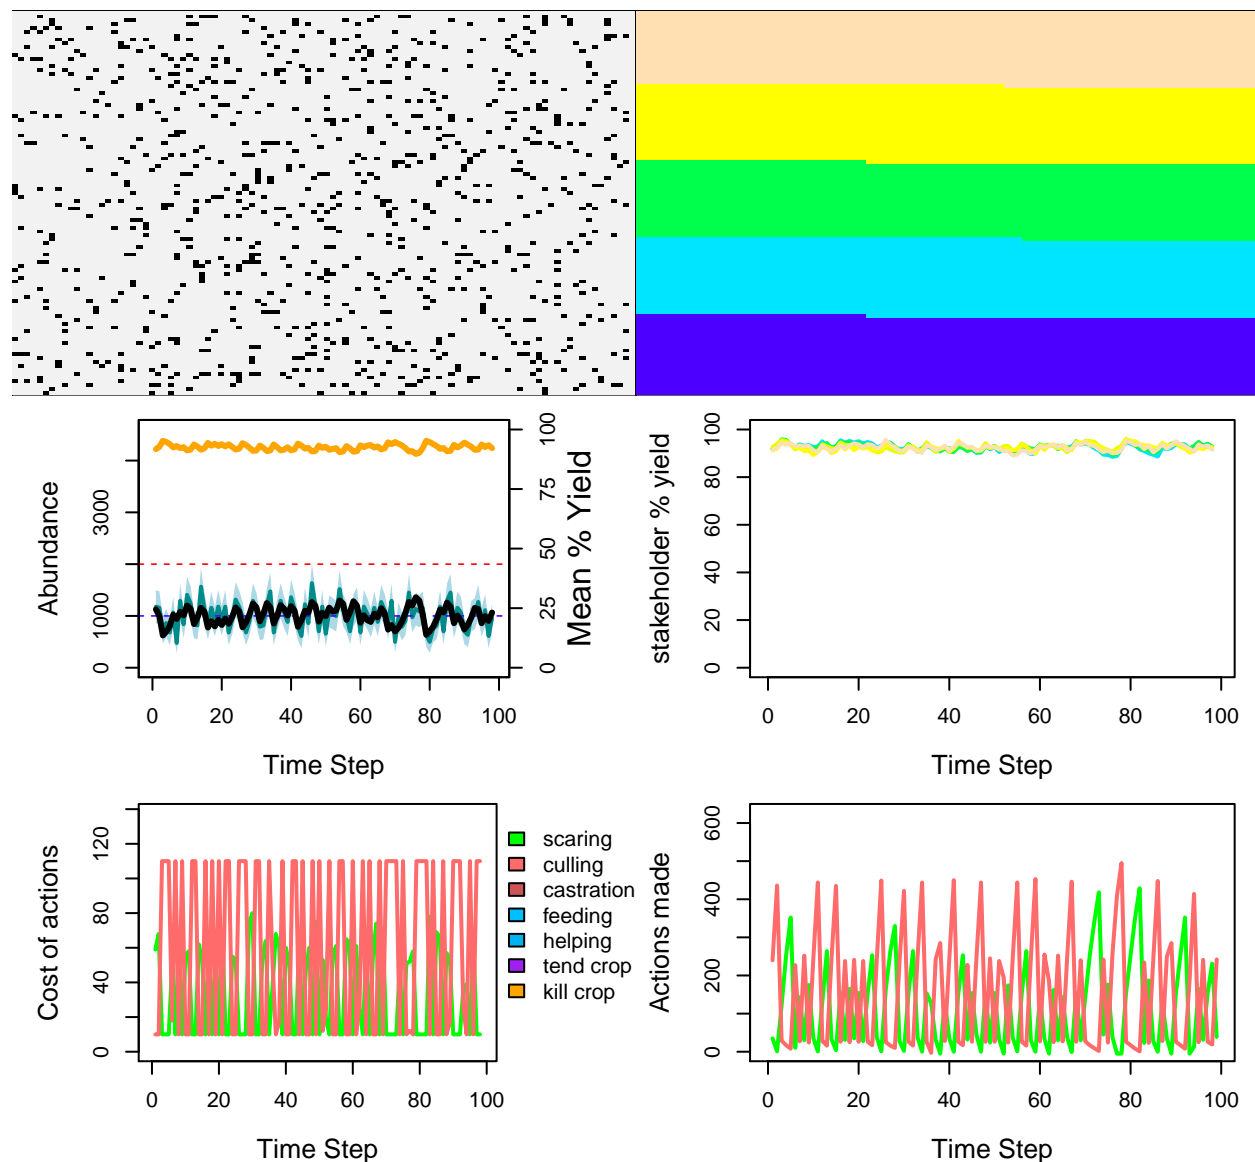 Abundance
0
1000
3000
0
25
50
75
100
Mean % Yield
0
20
40
60
80
100
Time Step
stakeholder % yield
0
20
40
60
80
100
0
20
40
60
80
100
Time Step
Cost of actions
0
40
80
120
0
20
40
60
80
100
Time Step
scaring
culling
castration
feeding
helping
tend crop
kill crop
Actions made
0
200
400
600
0
20
40
60
80
100
Time Step